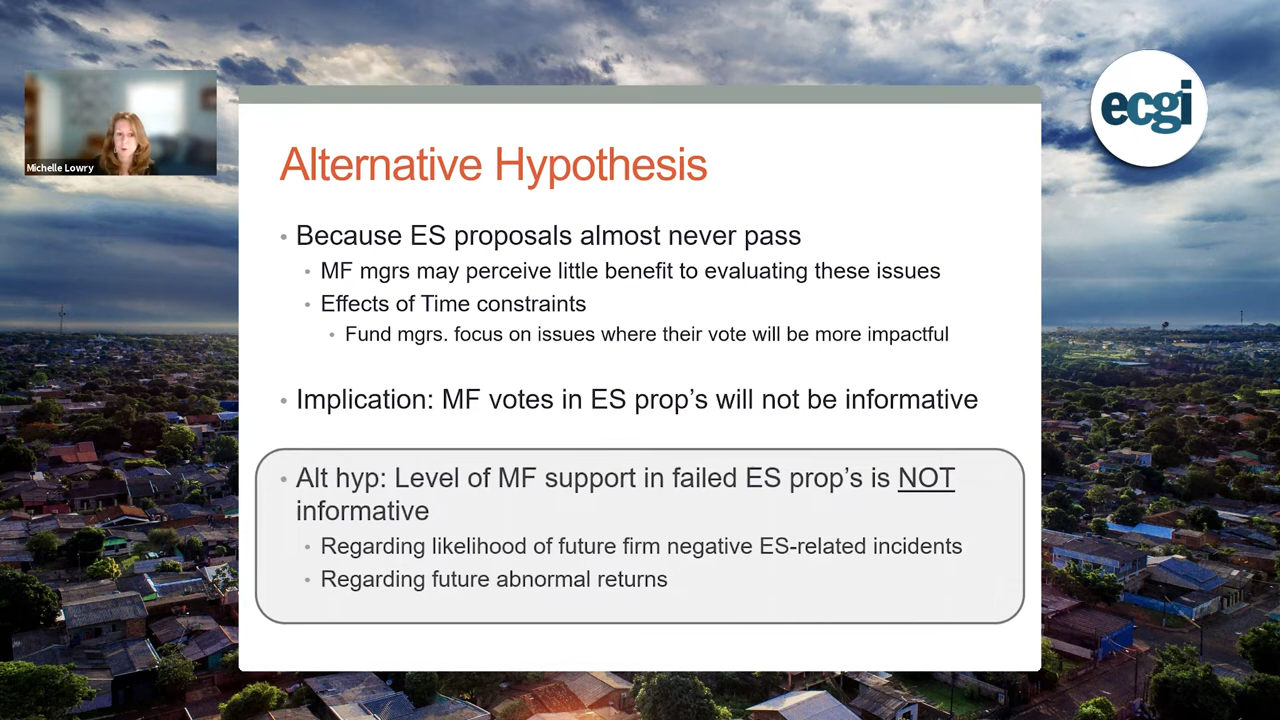 Michelle Lowry
ecgi
Alternative Hypothesis
• Because ES proposals almost never pass
• MF mgrs may perceive little benefit to evaluating these issues
• Effects of Time constraints
• Fund mgrs. focus on issues where their vote will be more impactful
• Implication: MF votes in ES prop’s will not be informative
• Alt hyp: Level of MF support in failed ES prop’s is NOT
informative
• Regarding likelihood of future firm negative ES-related incidents
• Regarding future abnormal returns